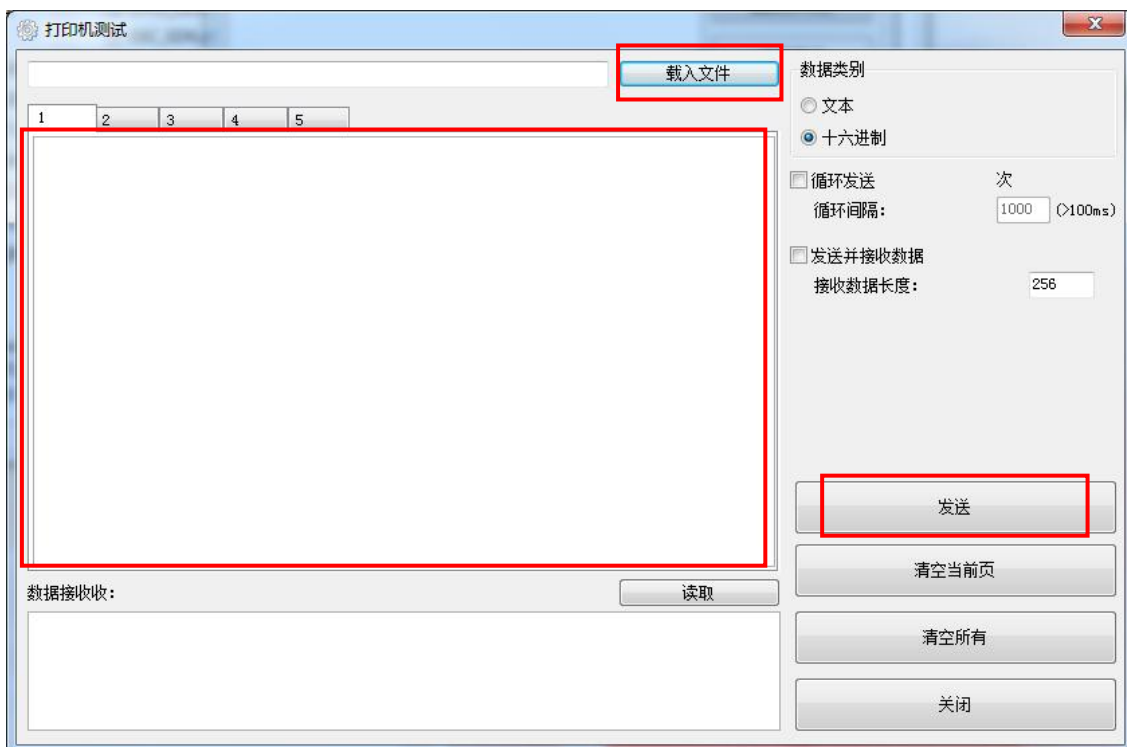 打印机测试
载入文件
1 2 3 4 5
数据类别
文本
十六进制
循环发送 次
循环间隔: 1000 (>100ms)
发送并接收数据
接收数据长度: 256
发送
清空当前页
数据接收收: 读取
清空所有
关闭